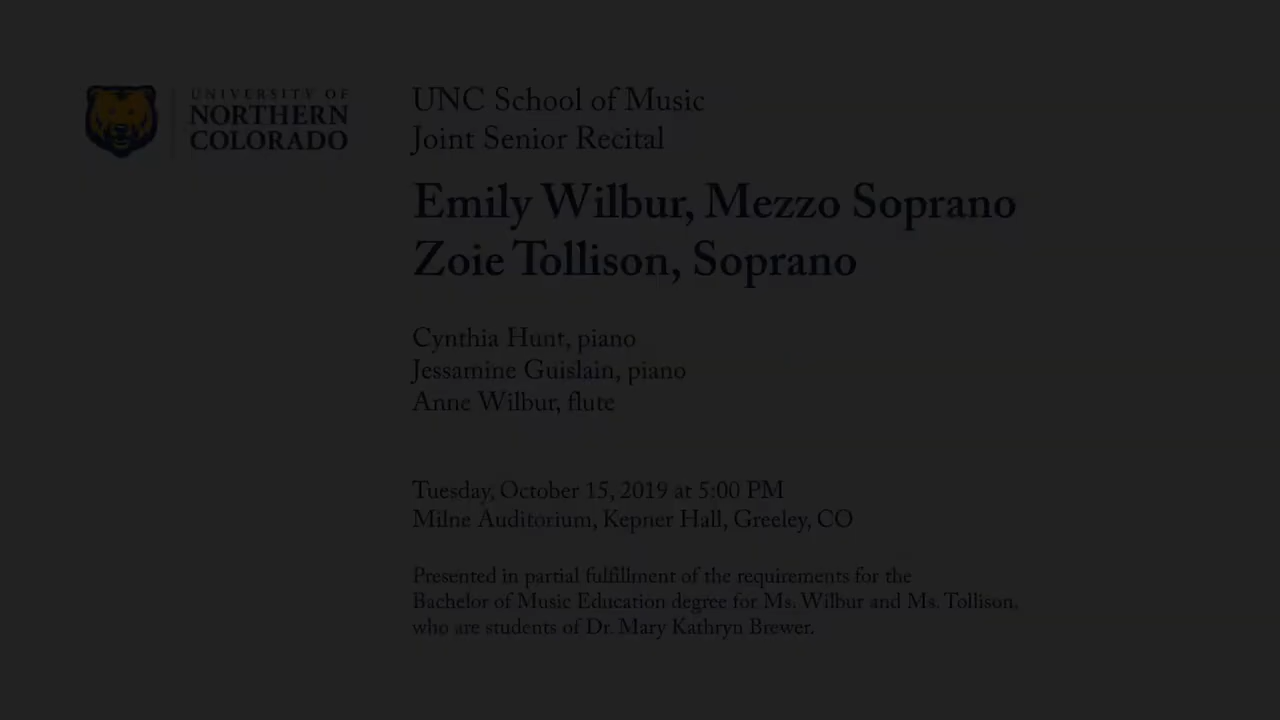 UNIVERSITY OF
NORTHERN
COLORADO
UNC School of Music
Joint Senior Recital
Emily Wilbur, Mezzo Soprano
Zoie Tollison, Soprano
Cynthia Hunt, piano
Jessamine Guislain, piano
Anne Wilbur, flute
Tuesday, October 15, 2019 at 5:00 PM
Milne Auditorium, Kepner Hall, Greeley, CO
Presented in partial fulfillment of the requirements for the
Bachelor of Music Education degree for Ms. Wilbur and Ms. Tollison,
who are students of Dr. Mary Kathryn Brewer.